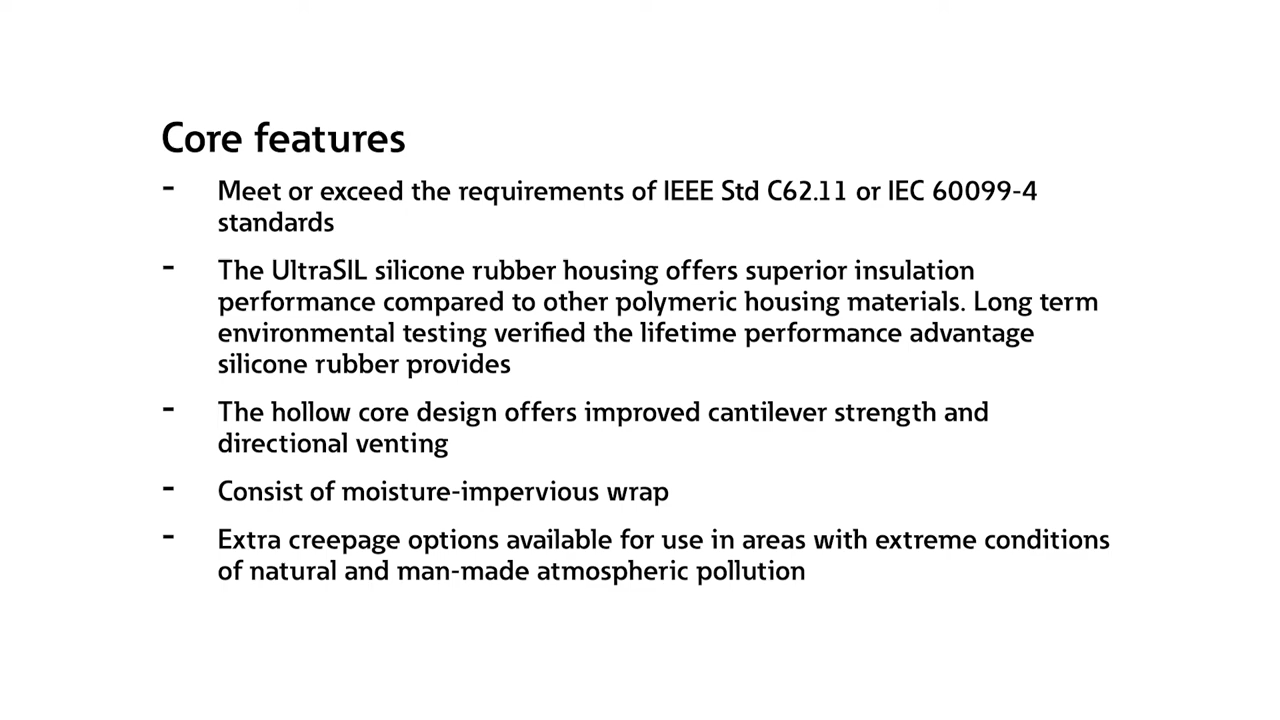 Core features
- Meet or exceed the requirements of IEEE Std C62.11 or IEC 60099-4
standards
- The UltraSIL silicone rubber housing offers superior insulation
performance compared to other polymeric housing materials. Long term
environmental testing verified the lifetime performance advantage
silicone rubber provides
- The hollow core design offers improved cantilever strength and
directional venting
- Consist of moisture-impervious wrap
- Extra creepage options available for use in areas with extreme conditions
of natural and man-made atmospheric pollution